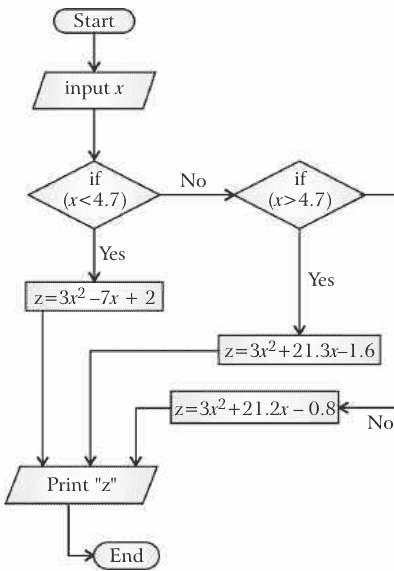 Start
input x
if
(x<4.7)
No
if
(x>4.7)
Yes
z=3x²–7x + 2
Yes
z=3x²+21.3x–1.6
z=3x²+21.2x – 0.8
No
Print "z"
End